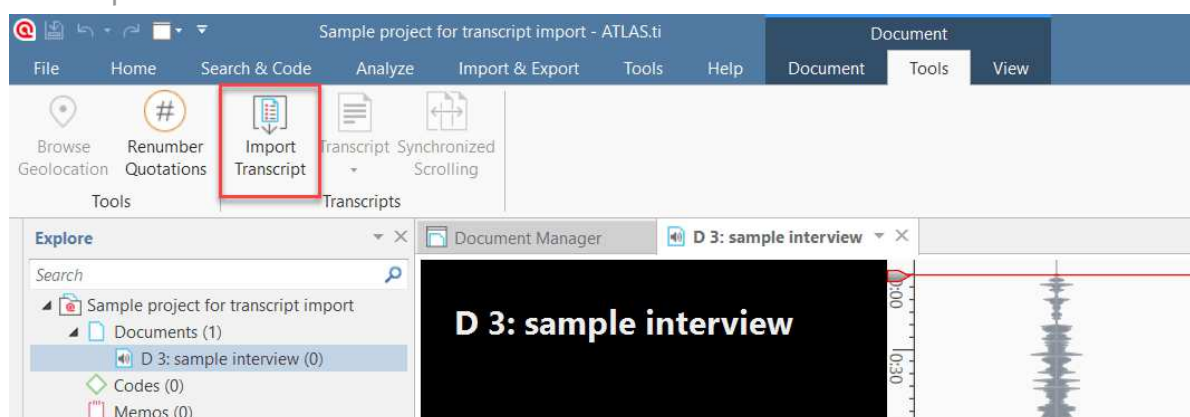 Sample project for transcript import - ATLAS.ti
Document
File Home Search & Code Analyze Import & Export Tools Help Document Tools View
#
Browse Geolocation
Renumber Quotations
Import Transcript
Transcript
Synchronized Scrolling
Tools
Transcripts
Explore
Document Manager
D 3: sample interview
Search
Sample project for transcript import
Documents (1)
D 3: sample interview (0)
Codes (0)
Memos (0)
D 3: sample interview
0:00
0:30